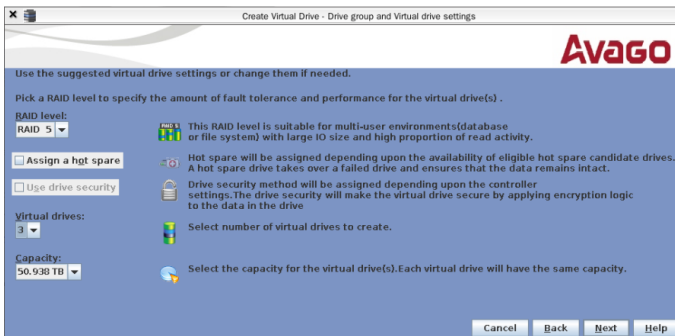 Create Virtual Drive - Drive group and Virtual drive settings
AVAGO
Use the suggested virtual drive settings or change them if needed.
Pick a RAID level to specify the amount of fault tolerance and performance for the virtual drive(s) .
RAID level:
RAID 5
This RAID level is suitable for multi-user environments(database
or file system) with large IO size and high proportion of read activity.
Assign a hot spare
Hot spare will be assigned depending upon the availability of eligible hot spare candidate drives.
A hot spare drive takes over a failed drive and ensures that the data remains intact.
Use drive security
Drive security method will be assigned depending upon the controller
settings.The drive security will make the virtual drive secure by applying encryption logic
to the data in the drive
Virtual drives:
3
Select number of virtual drives to create.
Capacity:
50.938 TB
Select the capacity for the virtual drive(s).Each virtual drive will have the same capacity.
Cancel Back Next Help